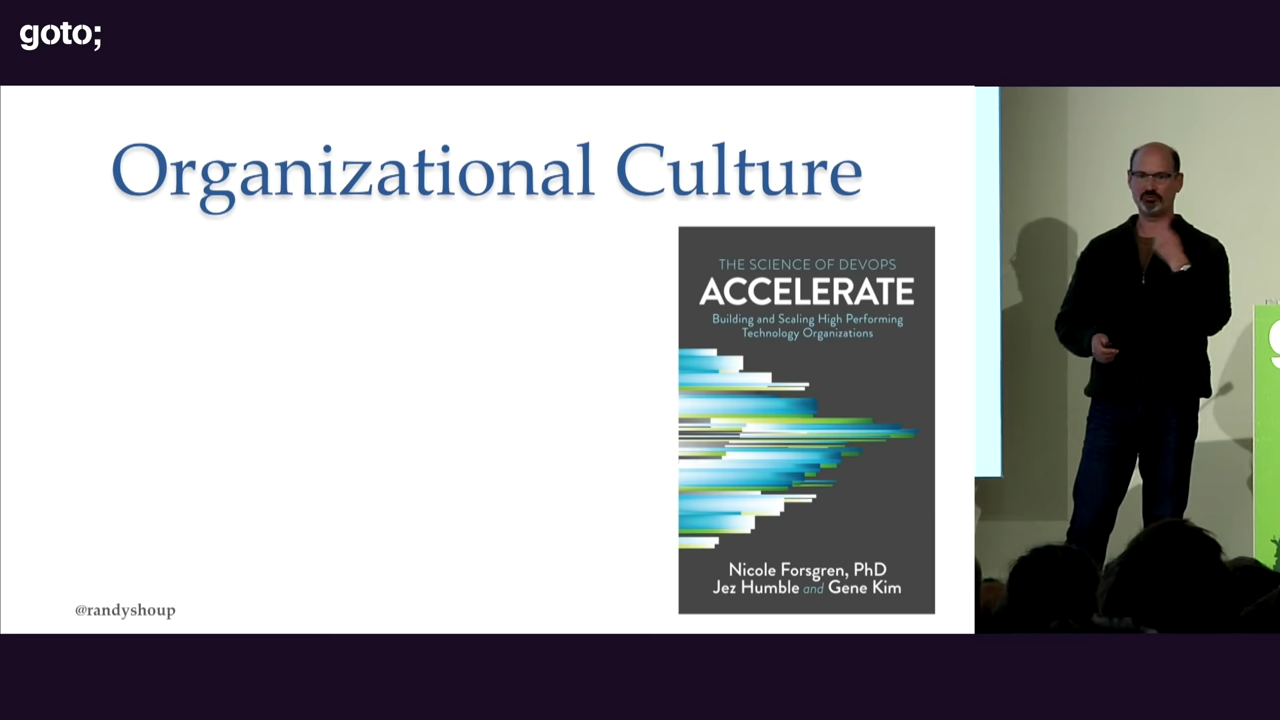 goto;
Organizational Culture
THE SCIENCE OF DEVOPS
ACCELERATE
Building and Scaling High Performing
Technology Organizations
Nicole Forsgren, PhD
Jez Humble and Gene Kim
@randyshoup